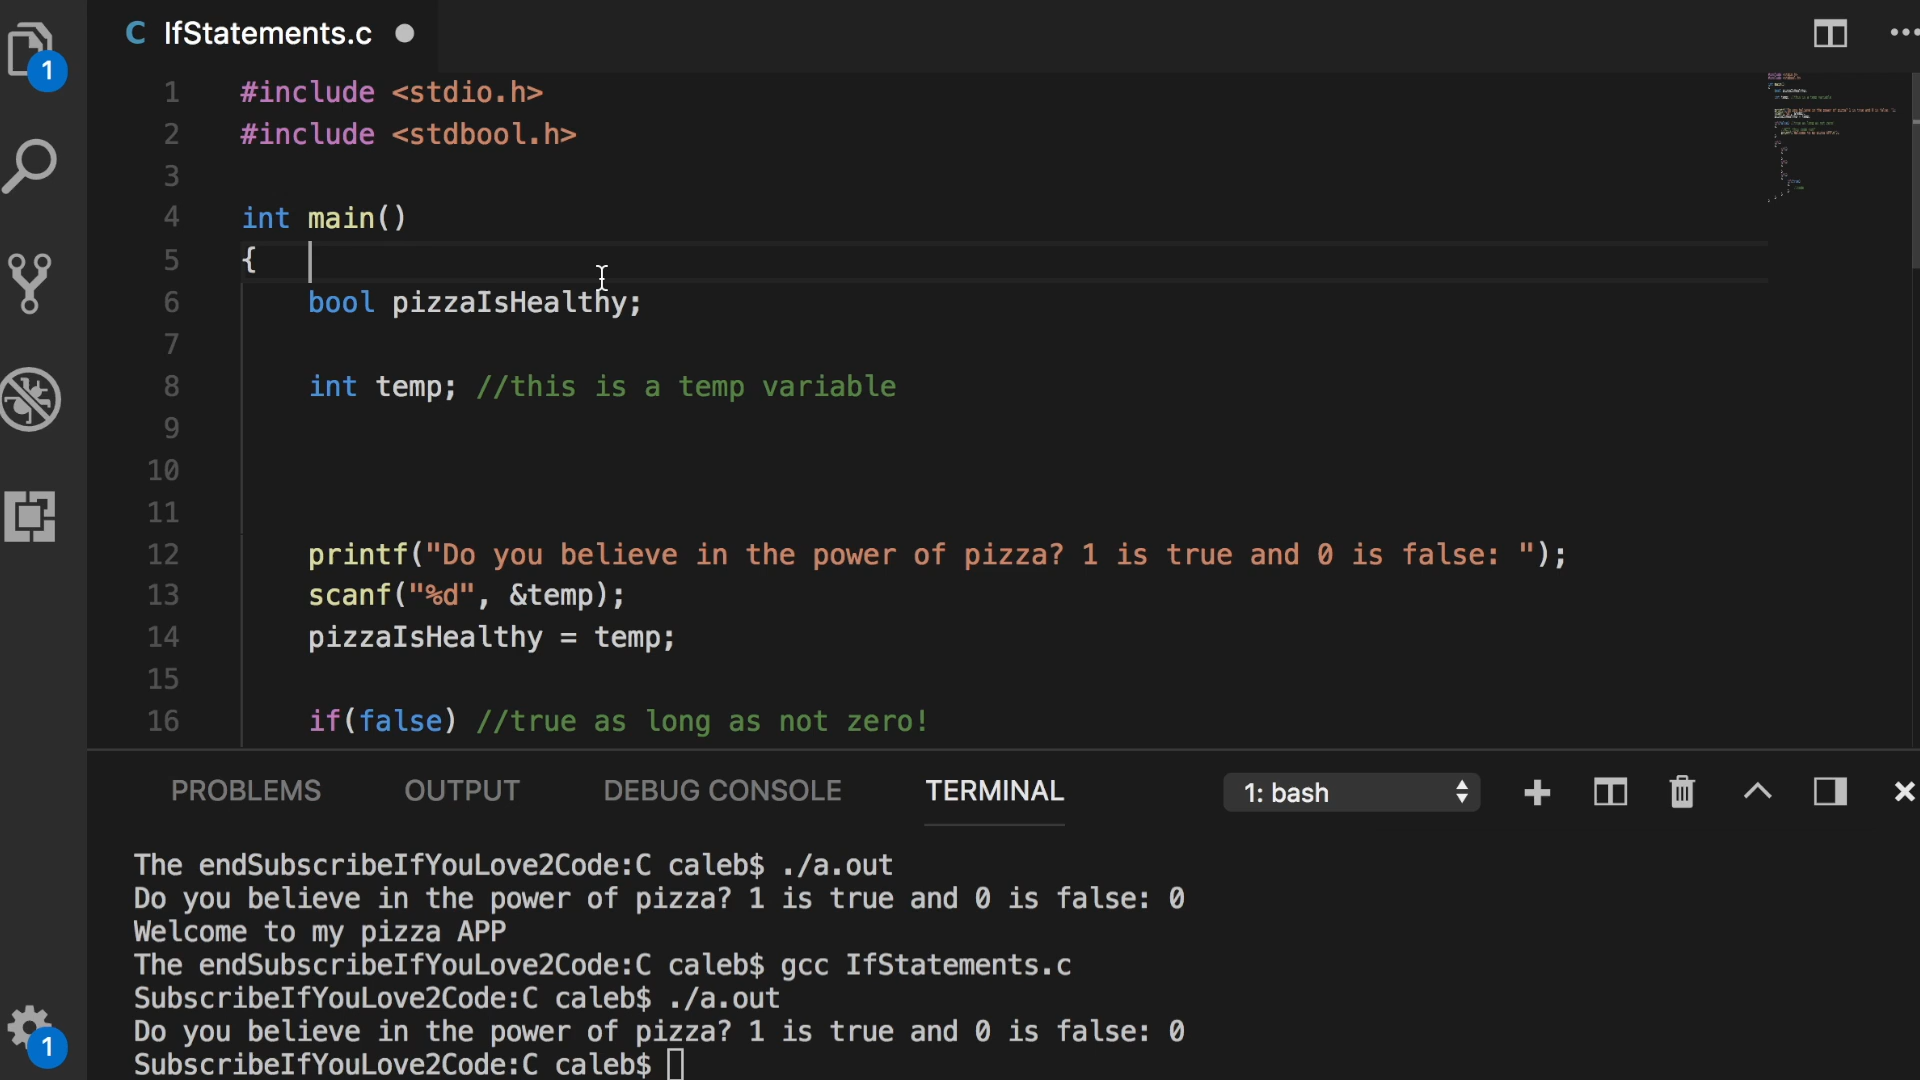 C IfStatements.c
1
1 #include <stdio.h>
2 #include <stdbool.h>
3
4 int main()
5 {
6 bool pizzaIsHealthy;
7
8 int temp; //this is a temp variable
9
10
11
12 printf("Do you believe in the power of pizza? 1 is true and 0 is false: ");
13 scanf("%d", &temp);
14 pizzaIsHealthy = temp;
15
16 if(false) //true as long as not zero!
PROBLEMS OUTPUT DEBUG CONSOLE TERMINAL 1: bash
The endSubscribeIfYouLove2Code:C caleb$ ./a.out
Do you believe in the power of pizza? 1 is true and 0 is false: 0
Welcome to my pizza APP
The endSubscribeIfYouLove2Code:C caleb$ gcc IfStatements.c
SubscribeIfYouLove2Code:C caleb$ ./a.out
Do you believe in the power of pizza? 1 is true and 0 is false: 0
SubscribeIfYouLove2Code:C caleb$
1